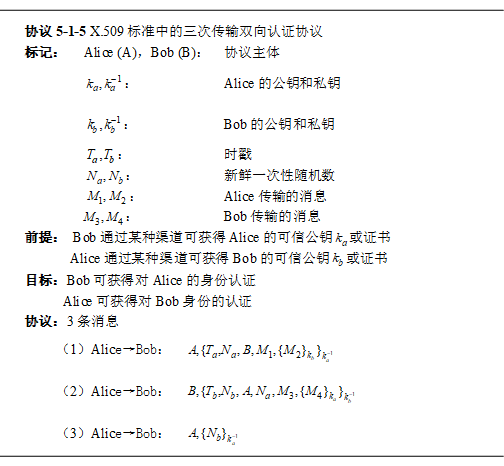 协议 5-1-5 X.509 标准中的三次传输双向认证协议
标记： Alice (A)，Bob (B)： 协议主体
k_a, k_a^{-1}： Alice 的公钥和私钥
k_b, k_b^{-1}： Bob 的公钥和私钥
T_a, T_b： 时戳
N_a, N_b： 新鲜一次性随机数
M_1, M_2： Alice 传输的消息
M_3, M_4： Bob 传输的消息
前提： Bob 通过某种渠道可获得 Alice 的可信公钥 k_a 或证书
Alice 通过某种渠道可获得 Bob 的可信公钥 k_b 或证书
目标：Bob 可获得对 Alice 的身份认证
Alice 可获得对 Bob 身份的认证
协议：3 条消息
（1）Alice→Bob： A,{T_a,N_a,B,M_1,{M_2}_{k_b}}_{k_a^{-1}}
（2）Alice→Bob： B,{T_b,N_b,A,N_a,M_3,{M_4}_{k_a}}_{k_b^{-1}}
（3）Alice→Bob： A,{N_b}_{k_a^{-1}}